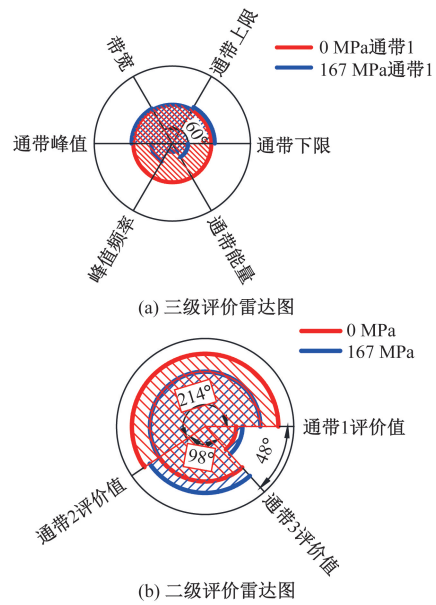 带宽
通带上限
0 MPa通带1
167 MPa通带1
60°
通带峰值
通带下限
峰值频率
通带能量
(a) 三级评价雷达图
0 MPa
167 MPa
214°
通带1评价值
98°
48°
通带2评价值
通带3评价值
(b) 二级评价雷达图